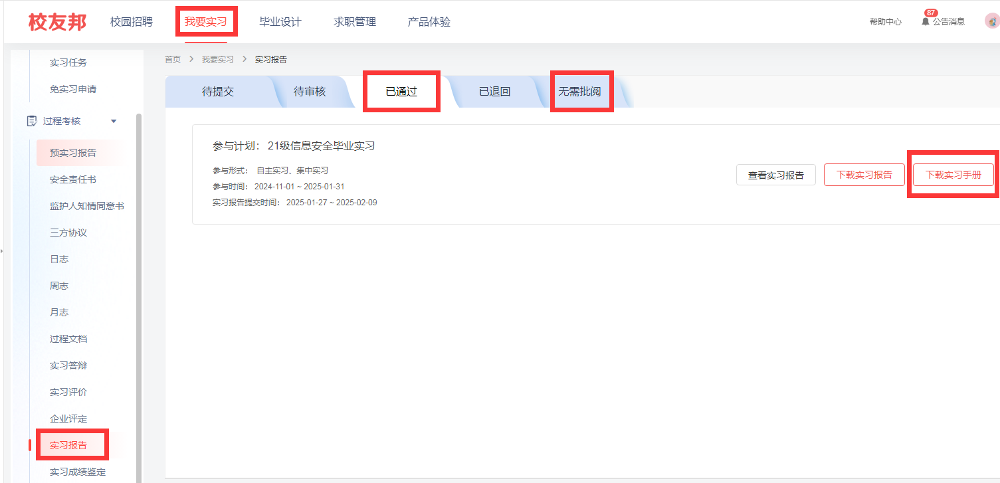 校友邦 校园招聘 我要实习 毕业设计 求职管理 产品体验 帮助中心 87 公告消息
实习任务
免实习申请
过程考核
预实习报告
安全责任书
监护人知情同意书
三方协议
日志
周志
月志
过程文档
实习答辩
实习评价
企业评定
实习报告
实习成绩鉴定
首页 > 我要实习 > 实习报告
待提交 待审核 已通过 已退回 无需批阅
参与计划： 21级信息安全毕业实习
参与形式： 自主实习、集中实习
参与时间： 2024-11-01 ~ 2025-01-31
实习报告提交时间： 2025-01-27 ~ 2025-02-09
查看实习报告 下载实习报告 下载实习手册